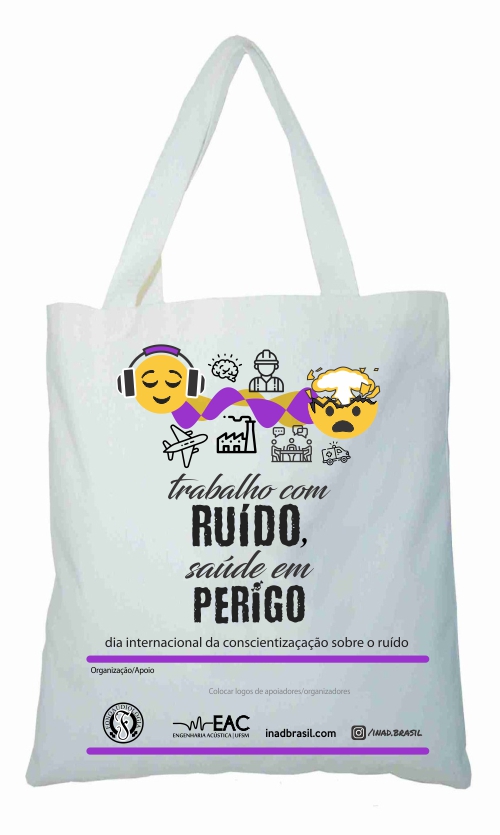 trabalho com
RUÍDO,
saúde em
PERIGO
dia internacional da conscientizaçação sobre o ruído
Organização/Apoio
Colocar logos de apoiadores/organizadores
EAC
ENGENHARIA ACÚSTICA | UFSM
inadbrasil.com
/INAD.BRASIL